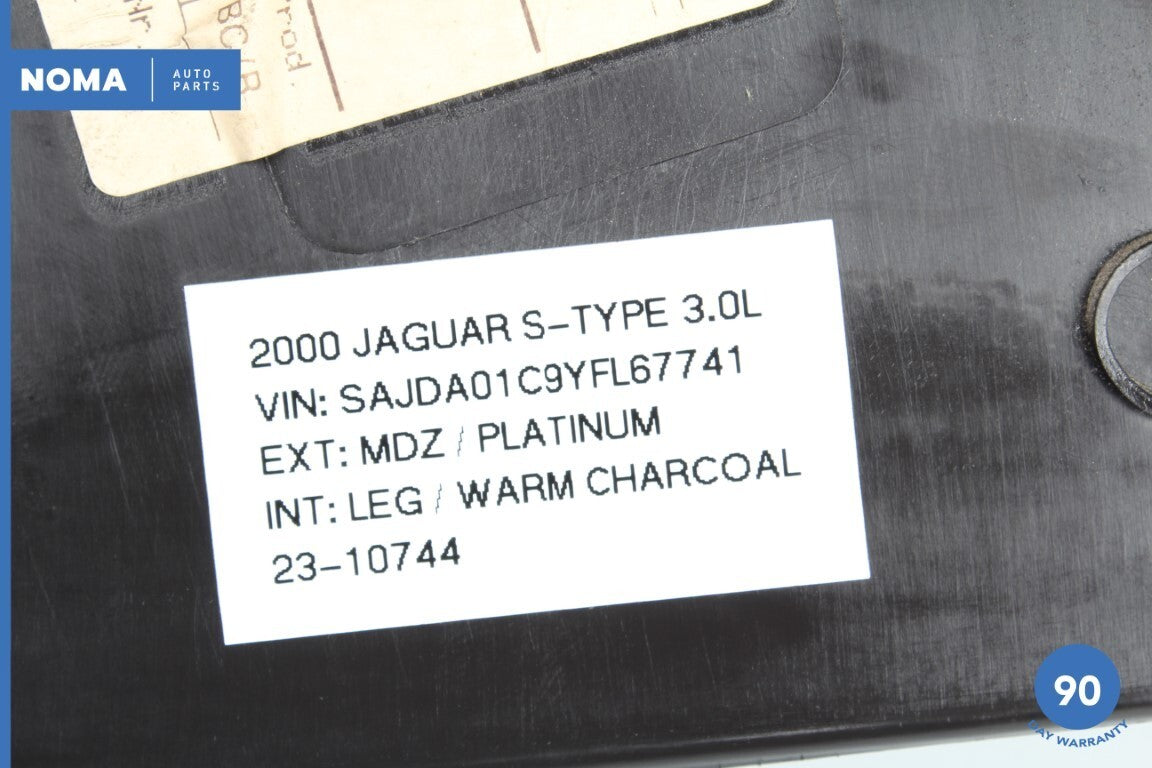 NOMA
AUTO
PARTS
2000 JAGUAR S-TYPE 3.0L
VIN: SAJDA01C9YFL67741
EXT: MDZ / PLATINUM
INT: LEG / WARM CHARCOAL
23-10744
90
DAY WARRANTY